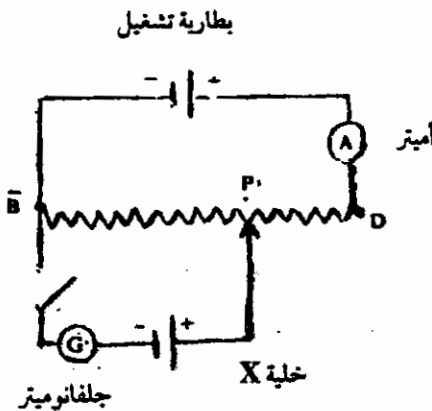 بطارية تشغيل
- +
أميتر
A
P
B
D
- +
G
خلية X
جلفانوميتر